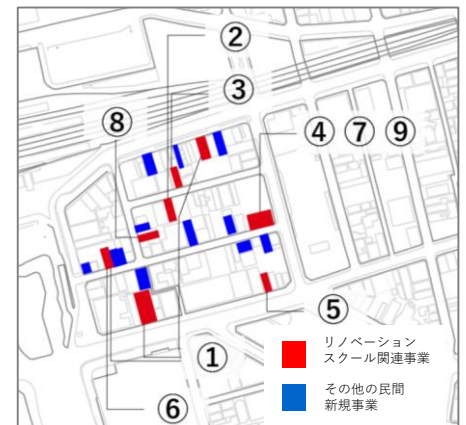 ②
③
⑧
④ ⑦ ⑨
⑤
①
⑥
リノベーション
スクール関連事業
その他の民間
新規事業